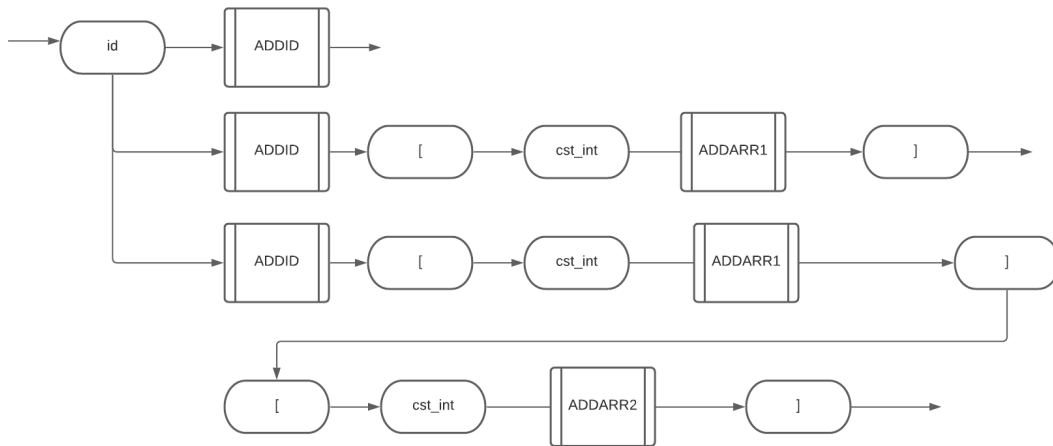 id
ADDID
ADDID
[
cst_int
ADDARR1
]
ADDID
[
cst_int
ADDARR1
]
[
cst_int
ADDARR2
]